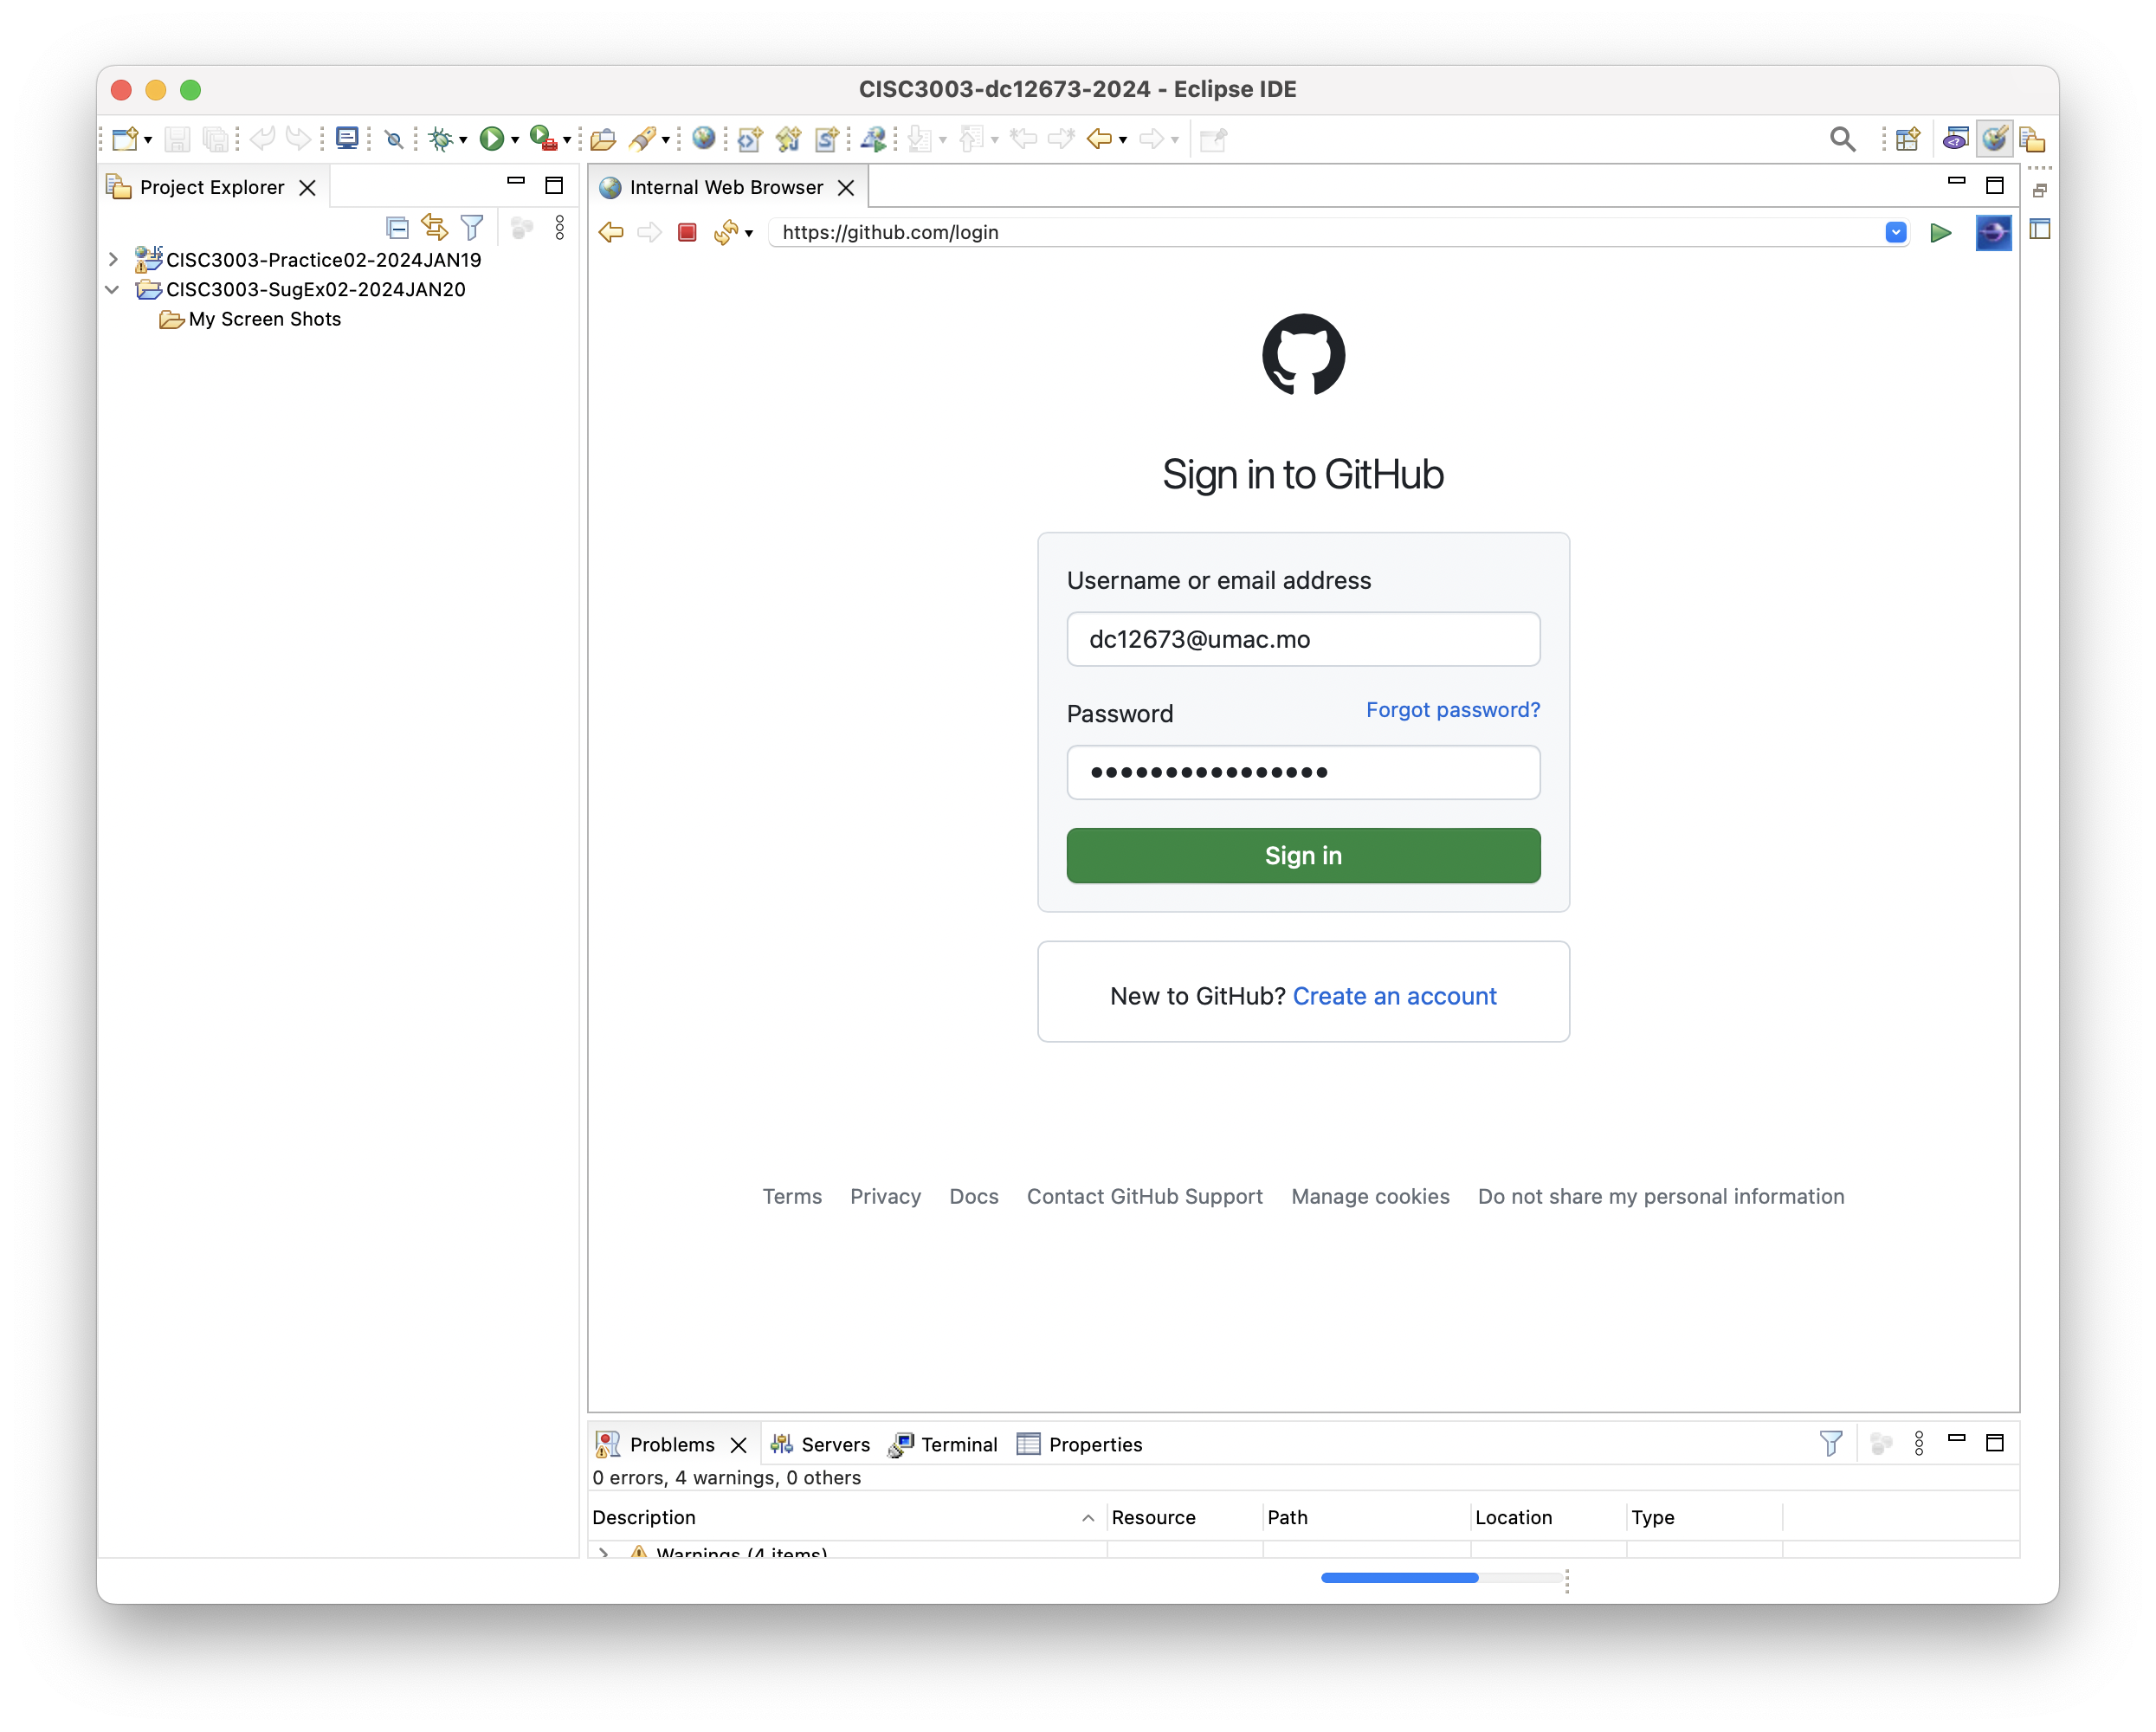 CISC3003-dc12673-2024 - Eclipse IDE
Project Explorer
CISC3003-Practice02-2024JAN19
CISC3003-SugEx02-2024JAN20
My Screen Shots
Internal Web Browser
https://github.com/login
Sign in to GitHub
Username or email address
dc12673@umac.mo
Password
Forgot password?
Sign in
New to GitHub? Create an account
Terms Privacy Docs Contact GitHub Support Manage cookies Do not share my personal information
Problems Servers Terminal Properties
0 errors, 4 warnings, 0 others
Description Resource Path Location Type
Warnings (4 items)